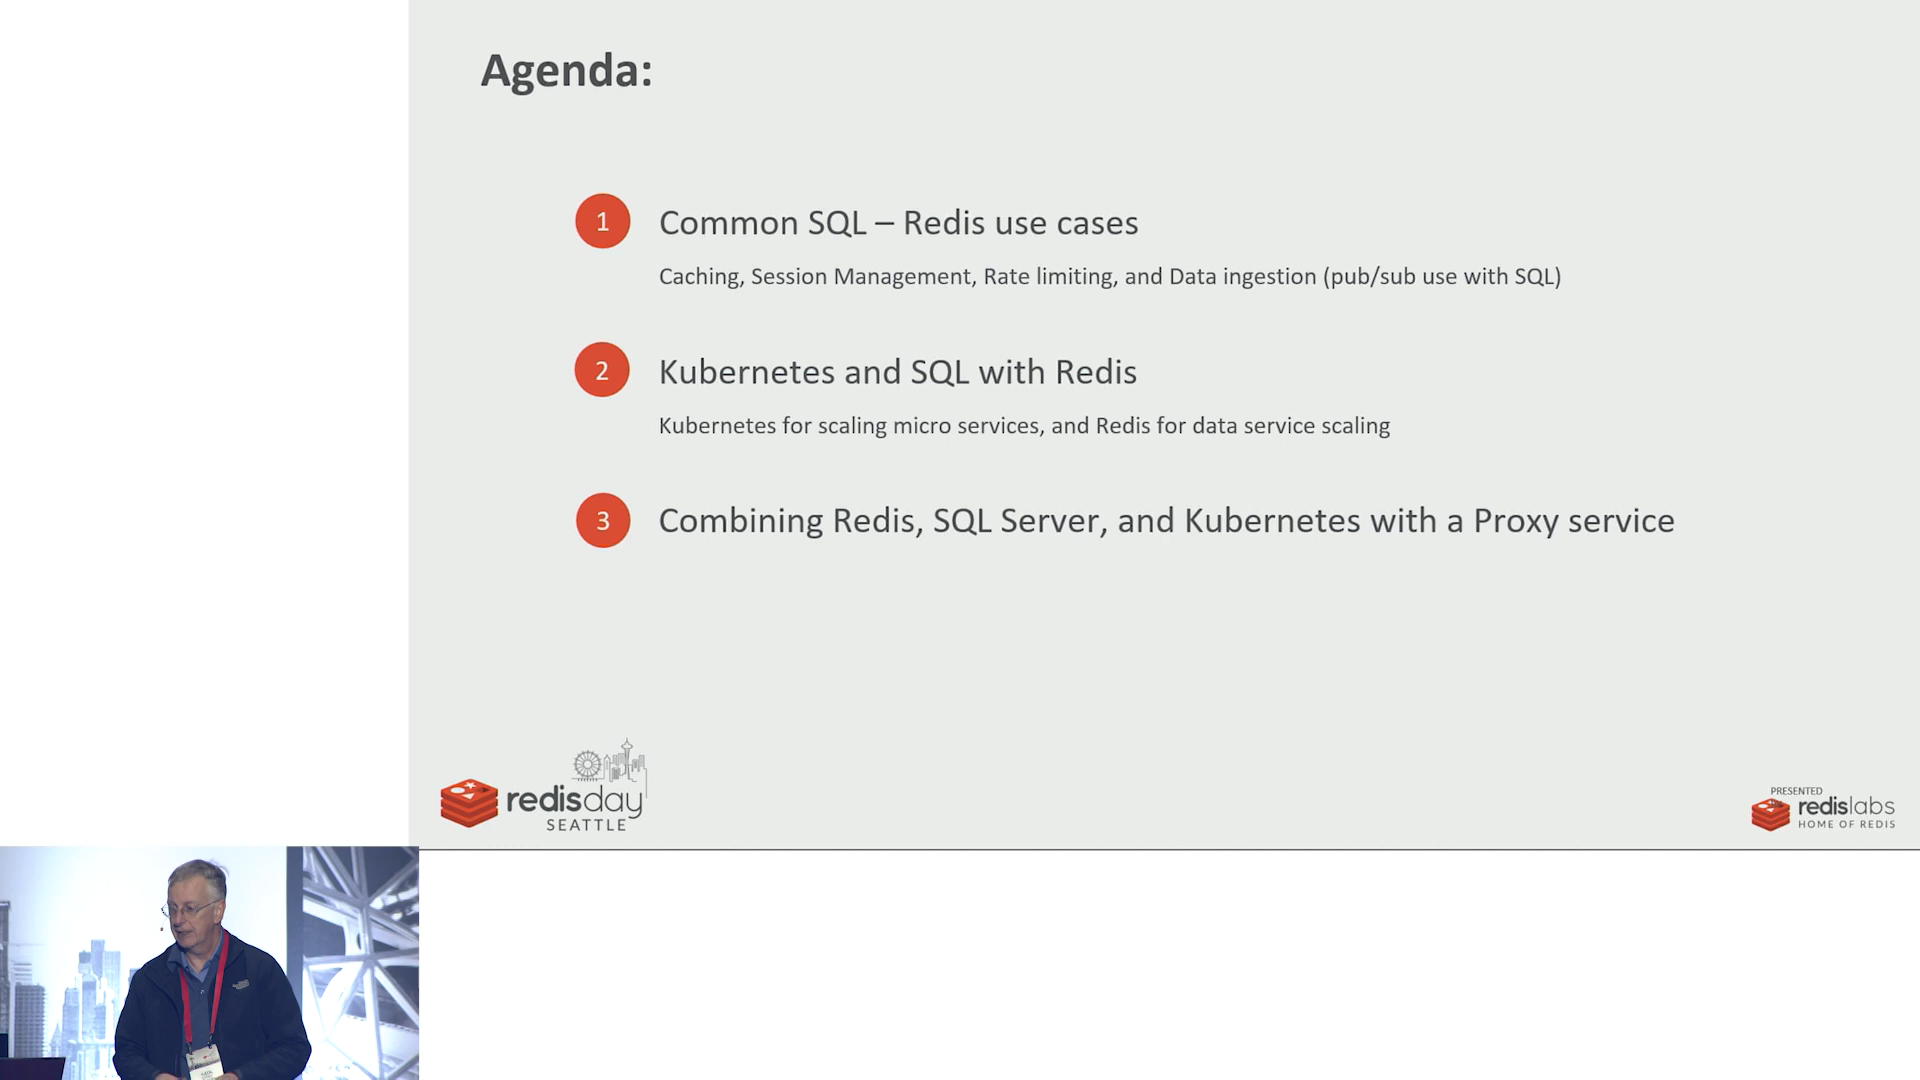 Agenda:
1 Common SQL – Redis use cases
Caching, Session Management, Rate limiting, and Data ingestion (pub/sub use with SQL)
2 Kubernetes and SQL with Redis
Kubernetes for scaling micro services, and Redis for data service scaling
3 Combining Redis, SQL Server, and Kubernetes with a Proxy service
redisday
SEATTLE
PRESENTED
redislabs
HOME OF REDIS